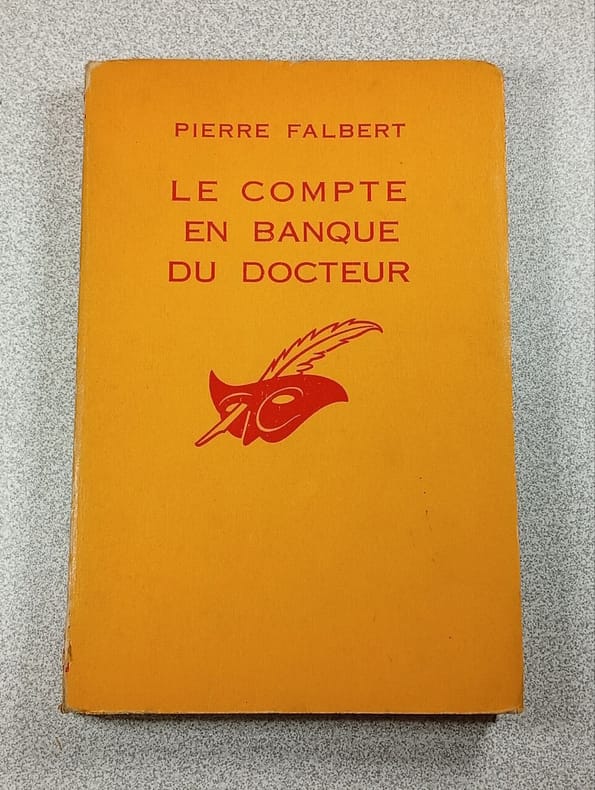 PIERRE FALBERT
LE COMPTE
EN BANQUE
DU DOCTEUR